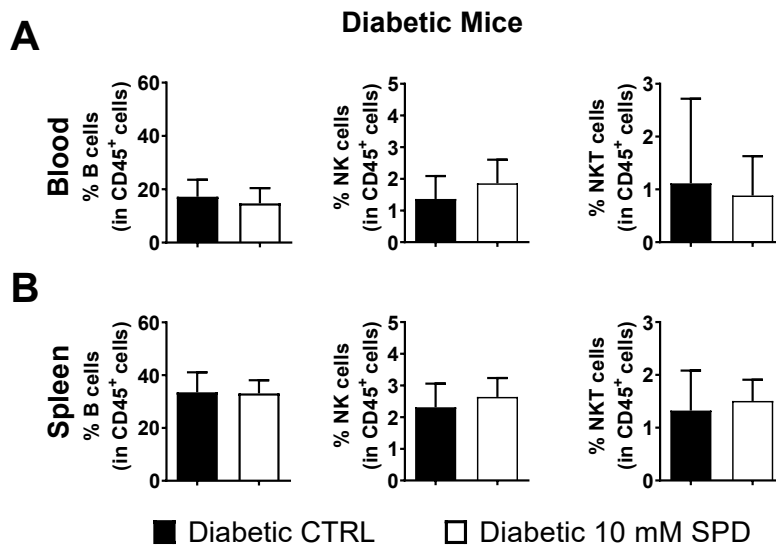 Diabetic Mice
A
Blood
% B cells
(in CD45⁺ cells)
60
40
20
0
% NK cells
(in CD45⁺ cells)
5
4
3
2
1
0
% NKT cells
(in CD45⁺ cells)
3
2
1
0
B
Spleen
% B cells
(in CD45⁺ cells)
60
40
20
0
% NK cells
(in CD45⁺ cells)
5
4
3
2
1
0
% NKT cells
(in CD45⁺ cells)
3
2
1
0
Diabetic CTRL
Diabetic 10 mM SPD